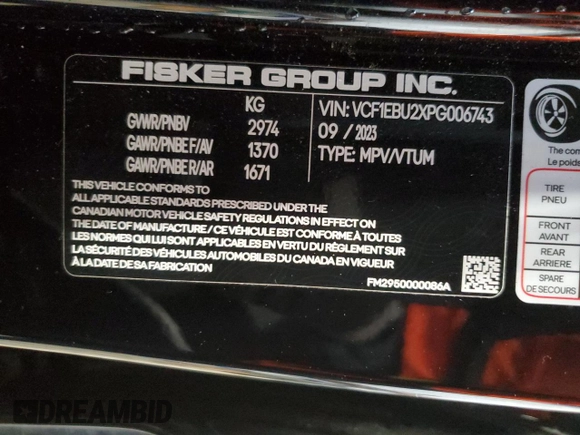 FISKER GROUP INC.
KG
GVWR/PNBV 2974
GAWR/PNBE F/AV 1370
GAWR/PNBE R/AR 1671
VIN: VCF1EBU2XPG006743
09 / 2023
TYPE: MPV/VTUM
THIS VEHICLE CONFORMS TO
ALL APPLICABLE STANDARDS PRESCRIBED UNDER THE
CANADIAN MOTOR VEHICLE SAFETY REGULATIONS IN EFFECT ON
THE DATE OF MANUFACTURE / CE VÉHICULE EST CONFORME À TOUTES
LES NORMES QUI LUI SONT APPLICABLES EN VERTU DU RÉGLEMENT SUR
LA SÉCURITÉ DES VÉHICULES AUTOMOBILES DU CANADA EN VIGUEUR
À LA DATE DE SA FABRICATION
FM2950000086A
The com
Le poids
TIRE
PNEU
FRONT
AVANT
REAR
ARRIERE
SPARE
DE SECOURS
DREAMBID